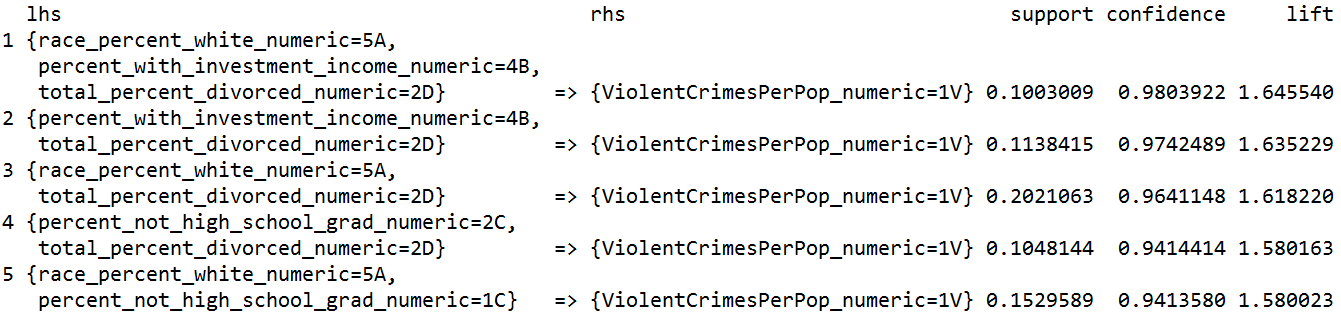 lhs rhs support confidence lift
1 {race_percent_white_numeric=5A,
percent_with_investment_income_numeric=4B,
total_percent_divorced_numeric=2D} => {ViolentCrimesPerPop_numeric=1V} 0.1003009 0.9803922 1.645540
2 {percent_with_investment_income_numeric=4B,
total_percent_divorced_numeric=2D} => {ViolentCrimesPerPop_numeric=1V} 0.1138415 0.9742489 1.635229
3 {race_percent_white_numeric=5A,
total_percent_divorced_numeric=2D} => {ViolentCrimesPerPop_numeric=1V} 0.2021063 0.9641148 1.618220
4 {percent_not_high_school_grad_numeric=2C,
total_percent_divorced_numeric=2D} => {ViolentCrimesPerPop_numeric=1V} 0.1048144 0.9414414 1.580163
5 {race_percent_white_numeric=5A,
percent_not_high_school_grad_numeric=1C} => {ViolentCrimesPerPop_numeric=1V} 0.1529589 0.9413580 1.580023